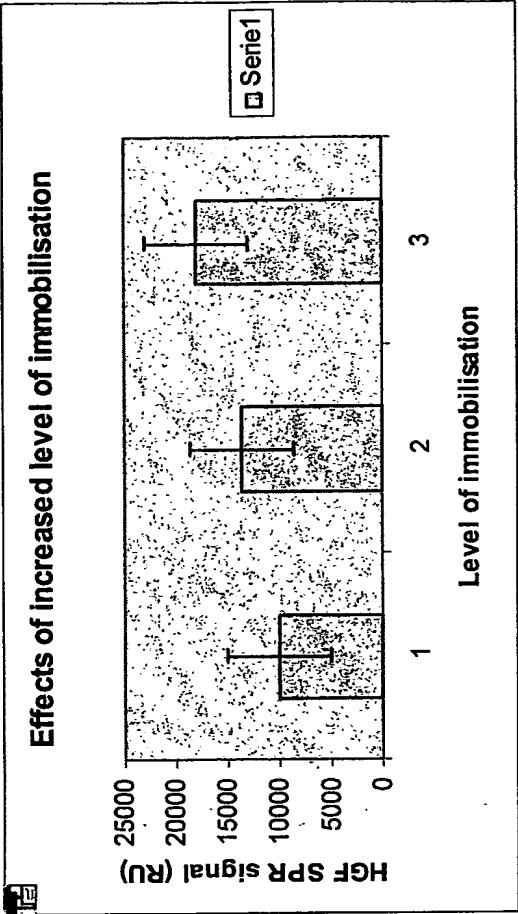 Effects of increased level of immobilisation
HGF SPR signal (RU)
25000
20000
15000
10000
5000
0
1 2 3
Level of immobilisation
Serie1